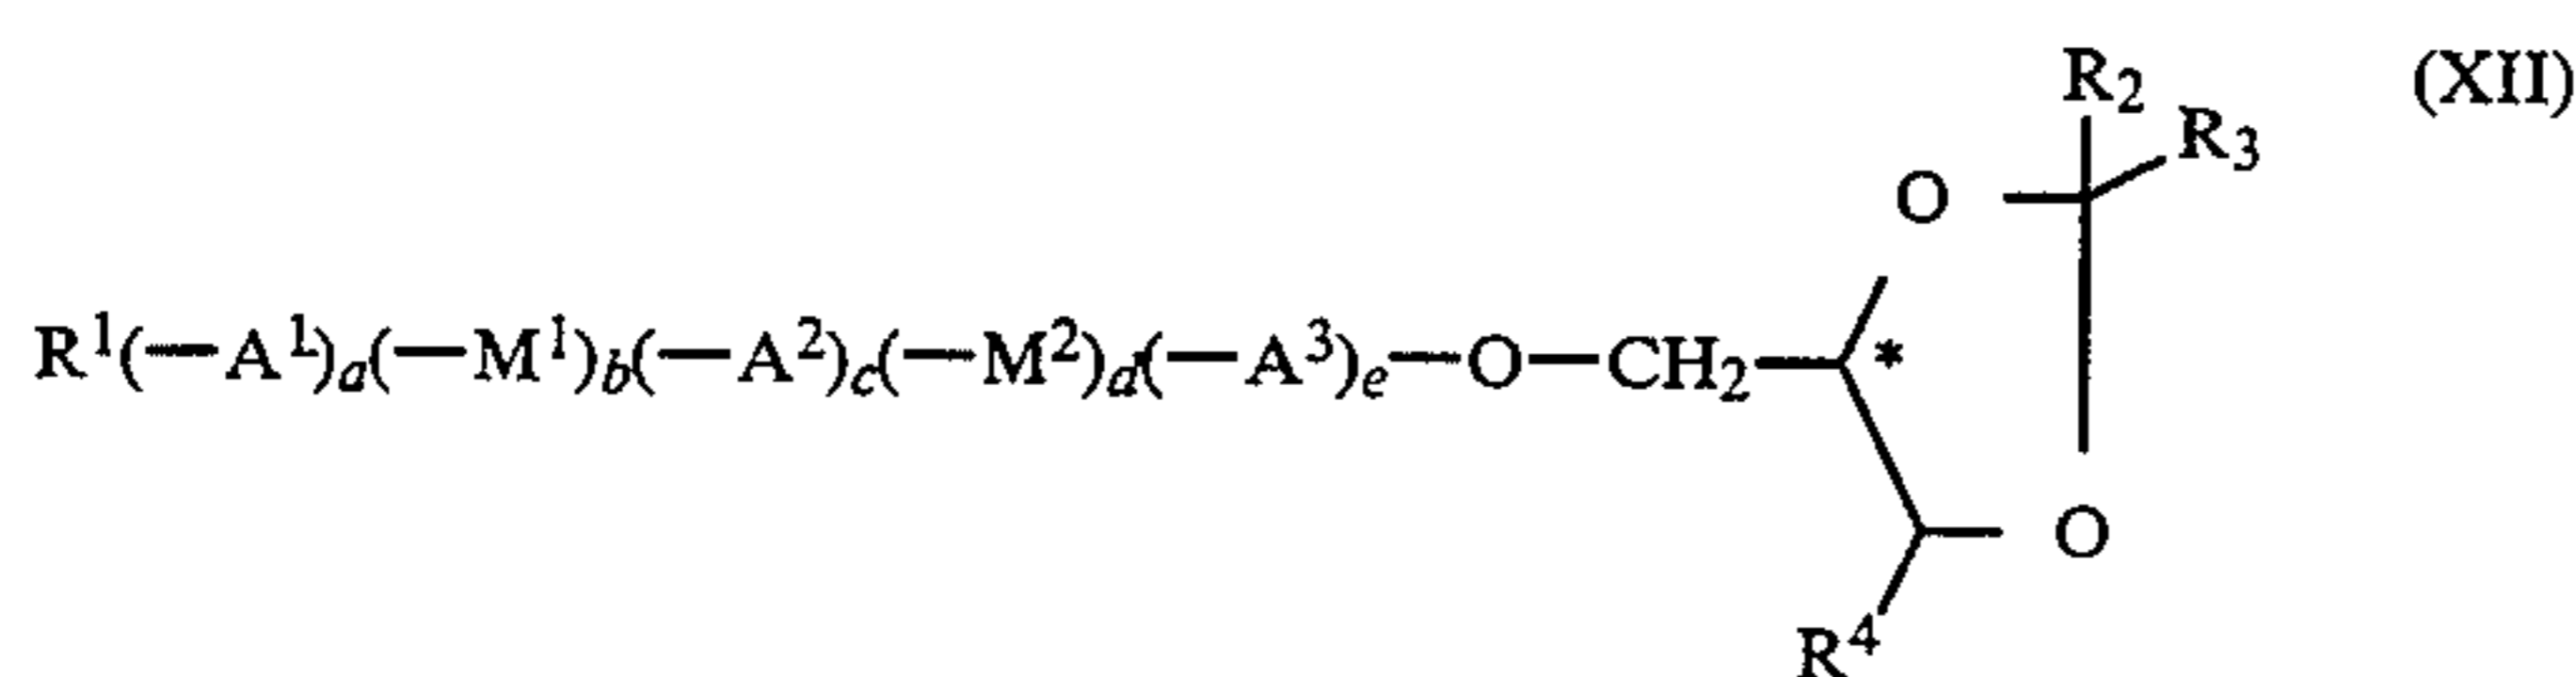 R2 (XII)
R3
O
R¹(—A¹)a(—M¹)b(—A²)c(—M²)d(—A³)e—O—CH2—*
O
R⁴